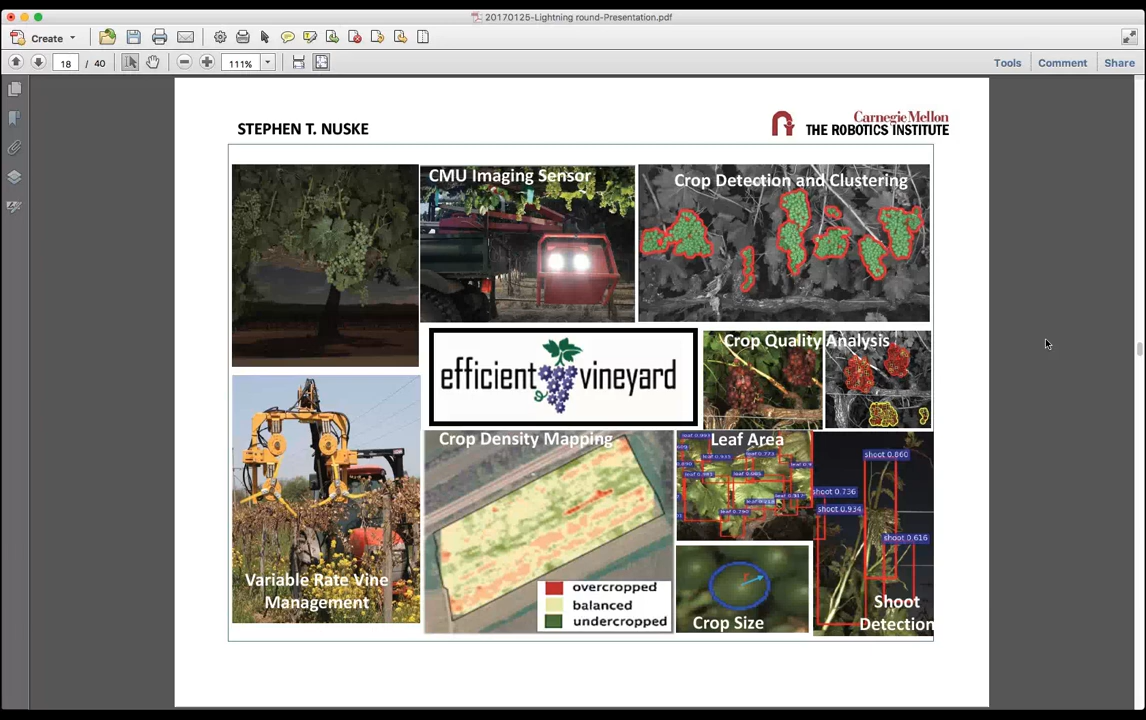 20170125-Lightning round-Presentation.pdf
Create
18 / 40
111%
Tools Comment Share
STEPHEN T. NUSKE
Carnegie Mellon
THE ROBOTICS INSTITUTE
CMU Imaging Sensor
Crop Detection and Clustering
efficient vineyard
Crop Quality Analysis
Variable Rate Vine
Management
Crop Density Mapping
overcropped
balanced
undercropped
Leaf Area
Crop Size
r
shoot 0.860
shoot 0.736
shoot 0.934
shoot 0.616
Shoot
Detection